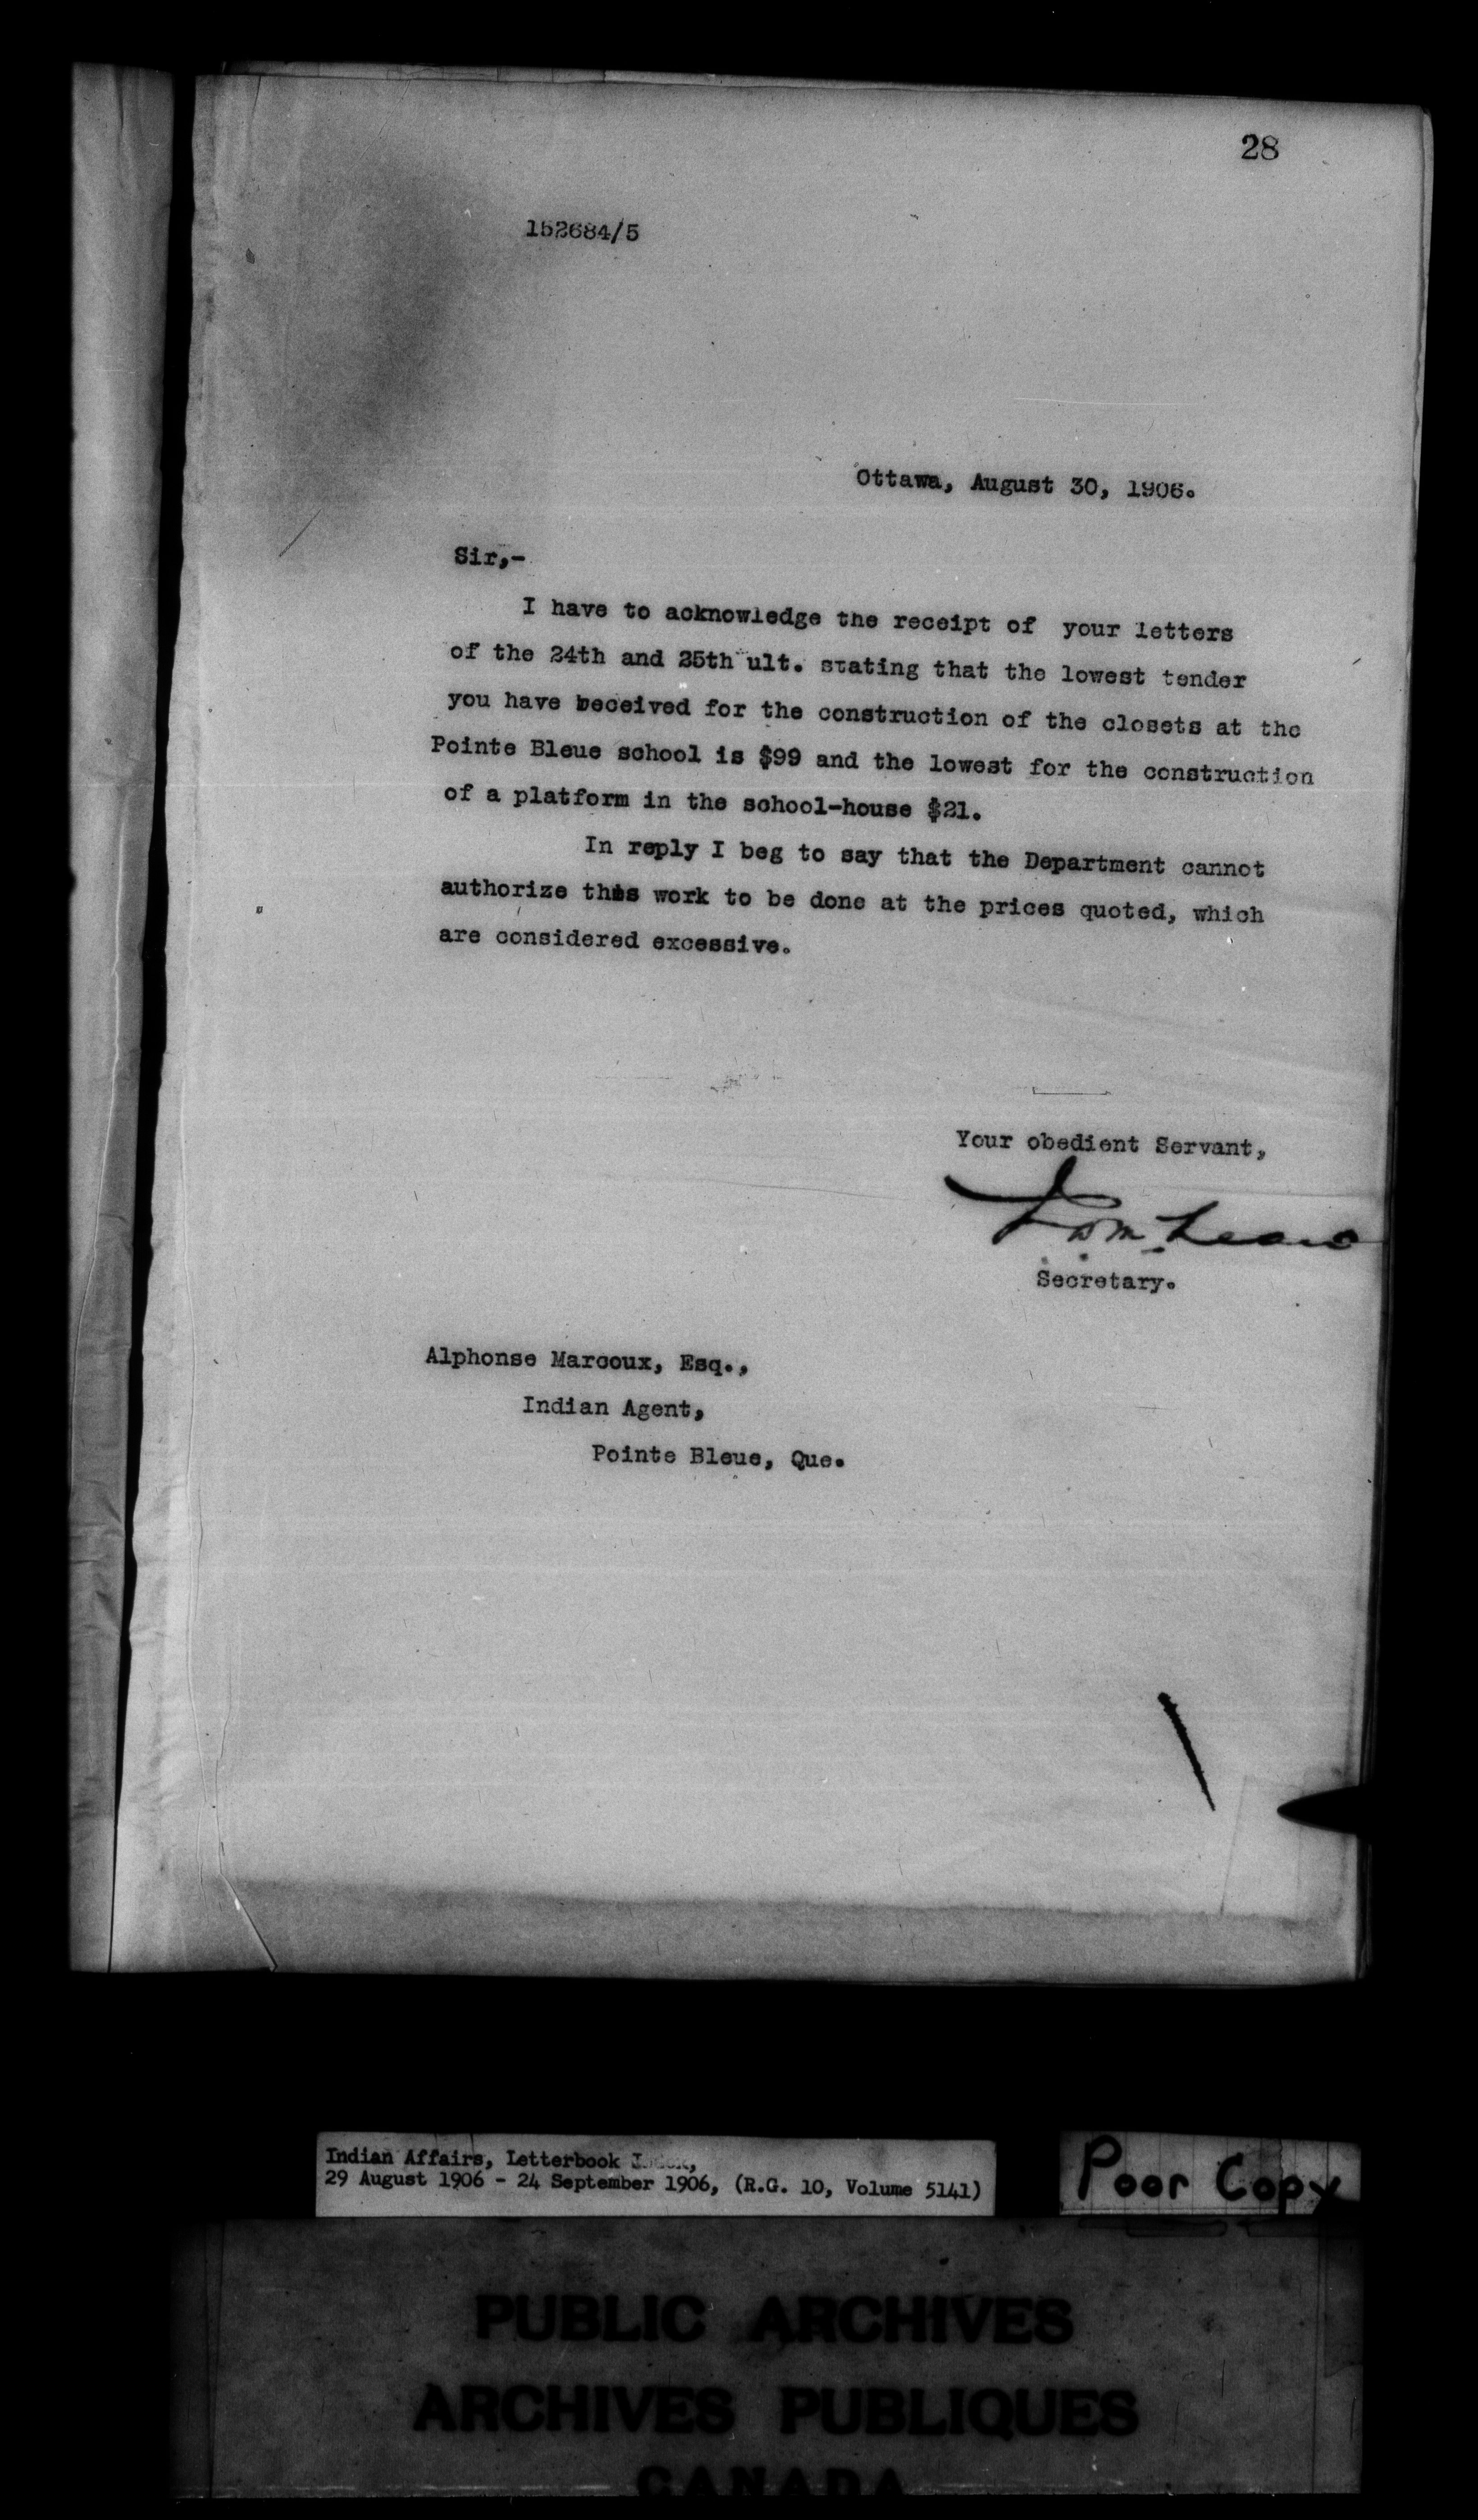 28
152684/5
Ottawa, August 30, 1906.
Sir,-
I have to acknowledge the receipt of your letters
of the 24th and 25th ult. stating that the lowest tender
you have received for the construction of the closets at the
Pointe Bleue school is $99 and the lowest for the construction
of a platform in the school-house $21.
In reply I beg to say that the Department cannot
authorize this work to be done at the prices quoted, which
are considered excessive.
Your obedient Servant,
Secretary.
Alphonse Marcoux, Esq.,
Indian Agent,
Pointe Bleue, Que.
Indian Affairs, Letterbook
29 August 1906 - 24 September 1906, (R.G. 10, Volume 5141)
Poor Copy
PUBLIC ARCHIVES
ARCHIVES PUBLIQUES
CANADA